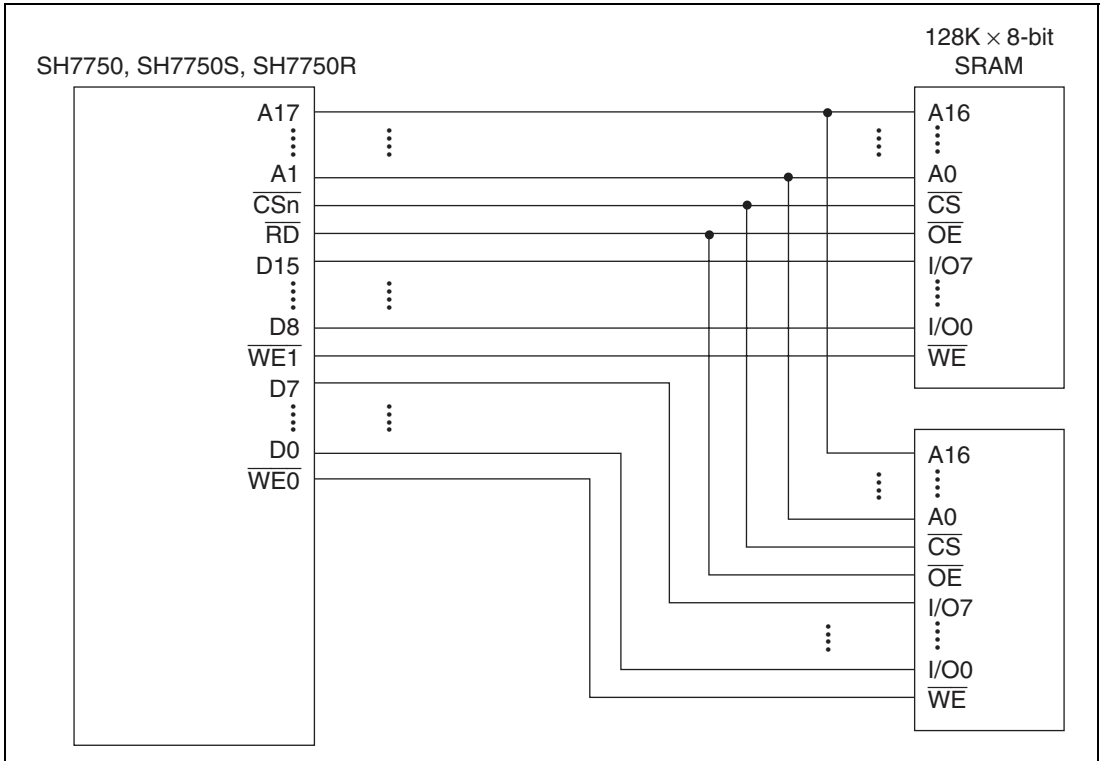 128K × 8-bit
SH7750, SH7750S, SH7750R
SRAM
A17
A1
CSn
RD
D15
D8
WE1
D7
D0
WE0
A16
A0
CS
OE
I/O7
I/O0
WE
A16
A0
CS
OE
I/O7
I/O0
WE